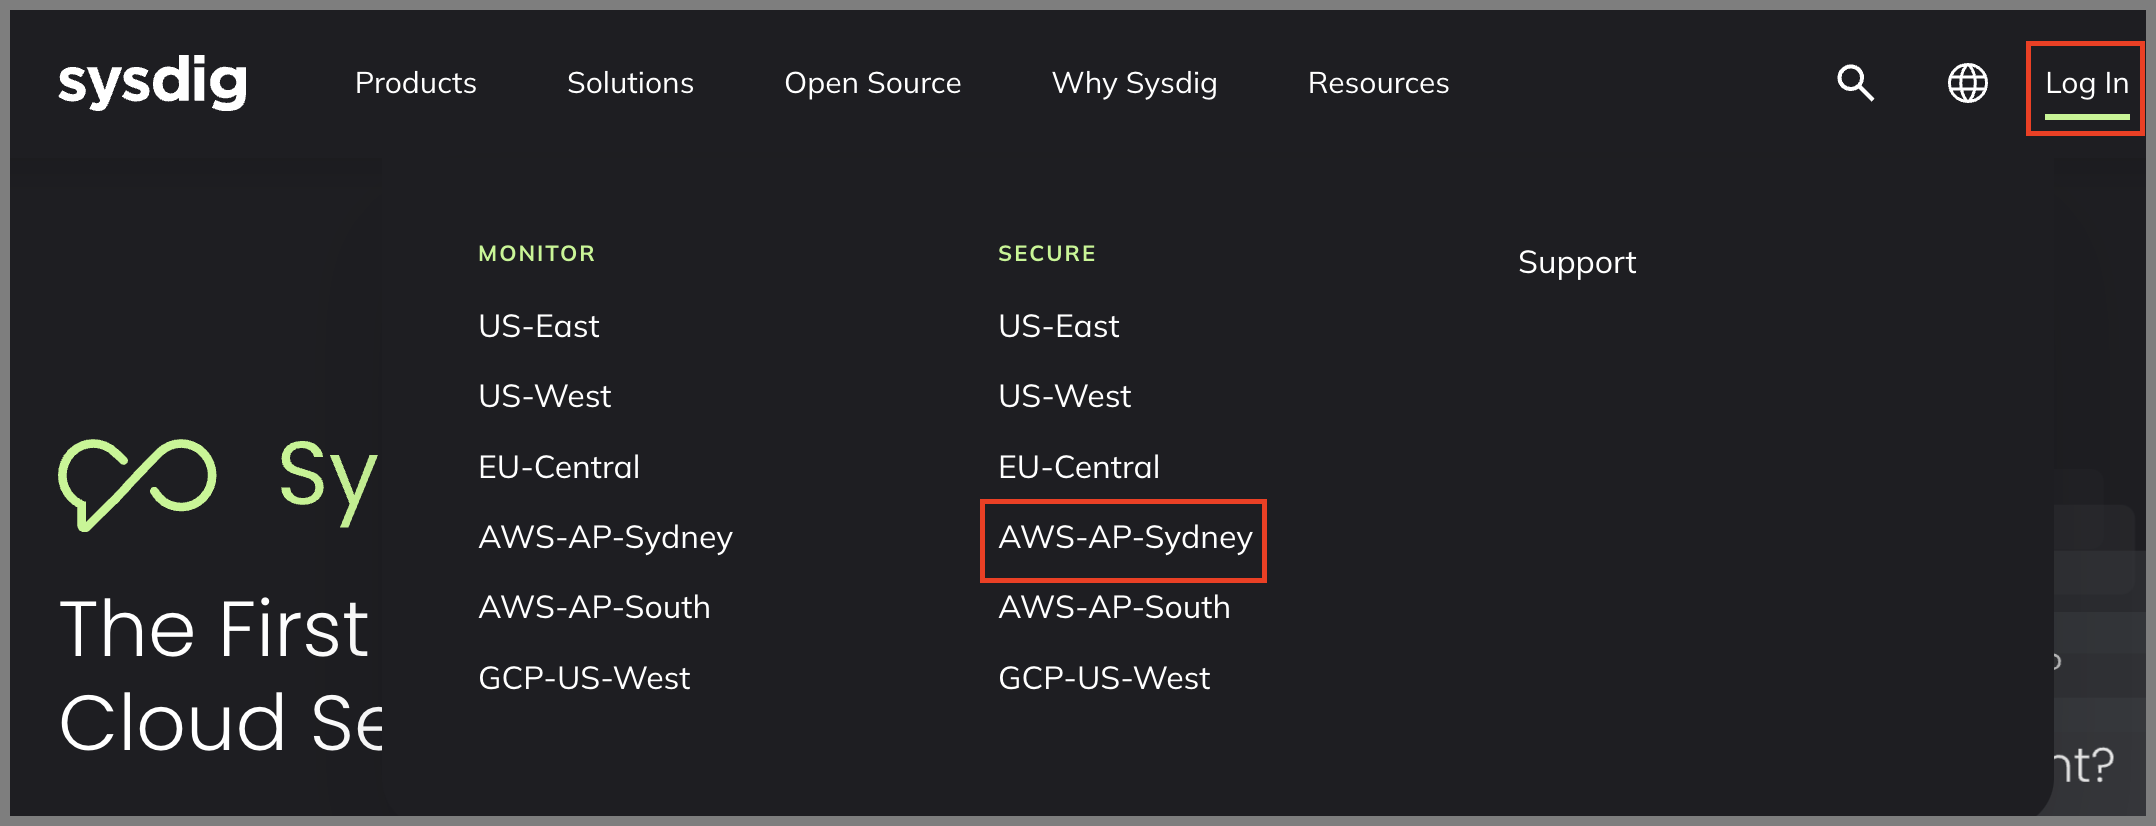 sysdig
Products
Solutions
Open Source
Why Sysdig
Resources
Log In
MONITOR
US-East
US-West
EU-Central
AWS-AP-Sydney
AWS-AP-South
GCP-US-West
SECURE
US-East
US-West
EU-Central
AWS-AP-Sydney
AWS-AP-South
GCP-US-West
Support
Sy
The First
Cloud Se
nt?